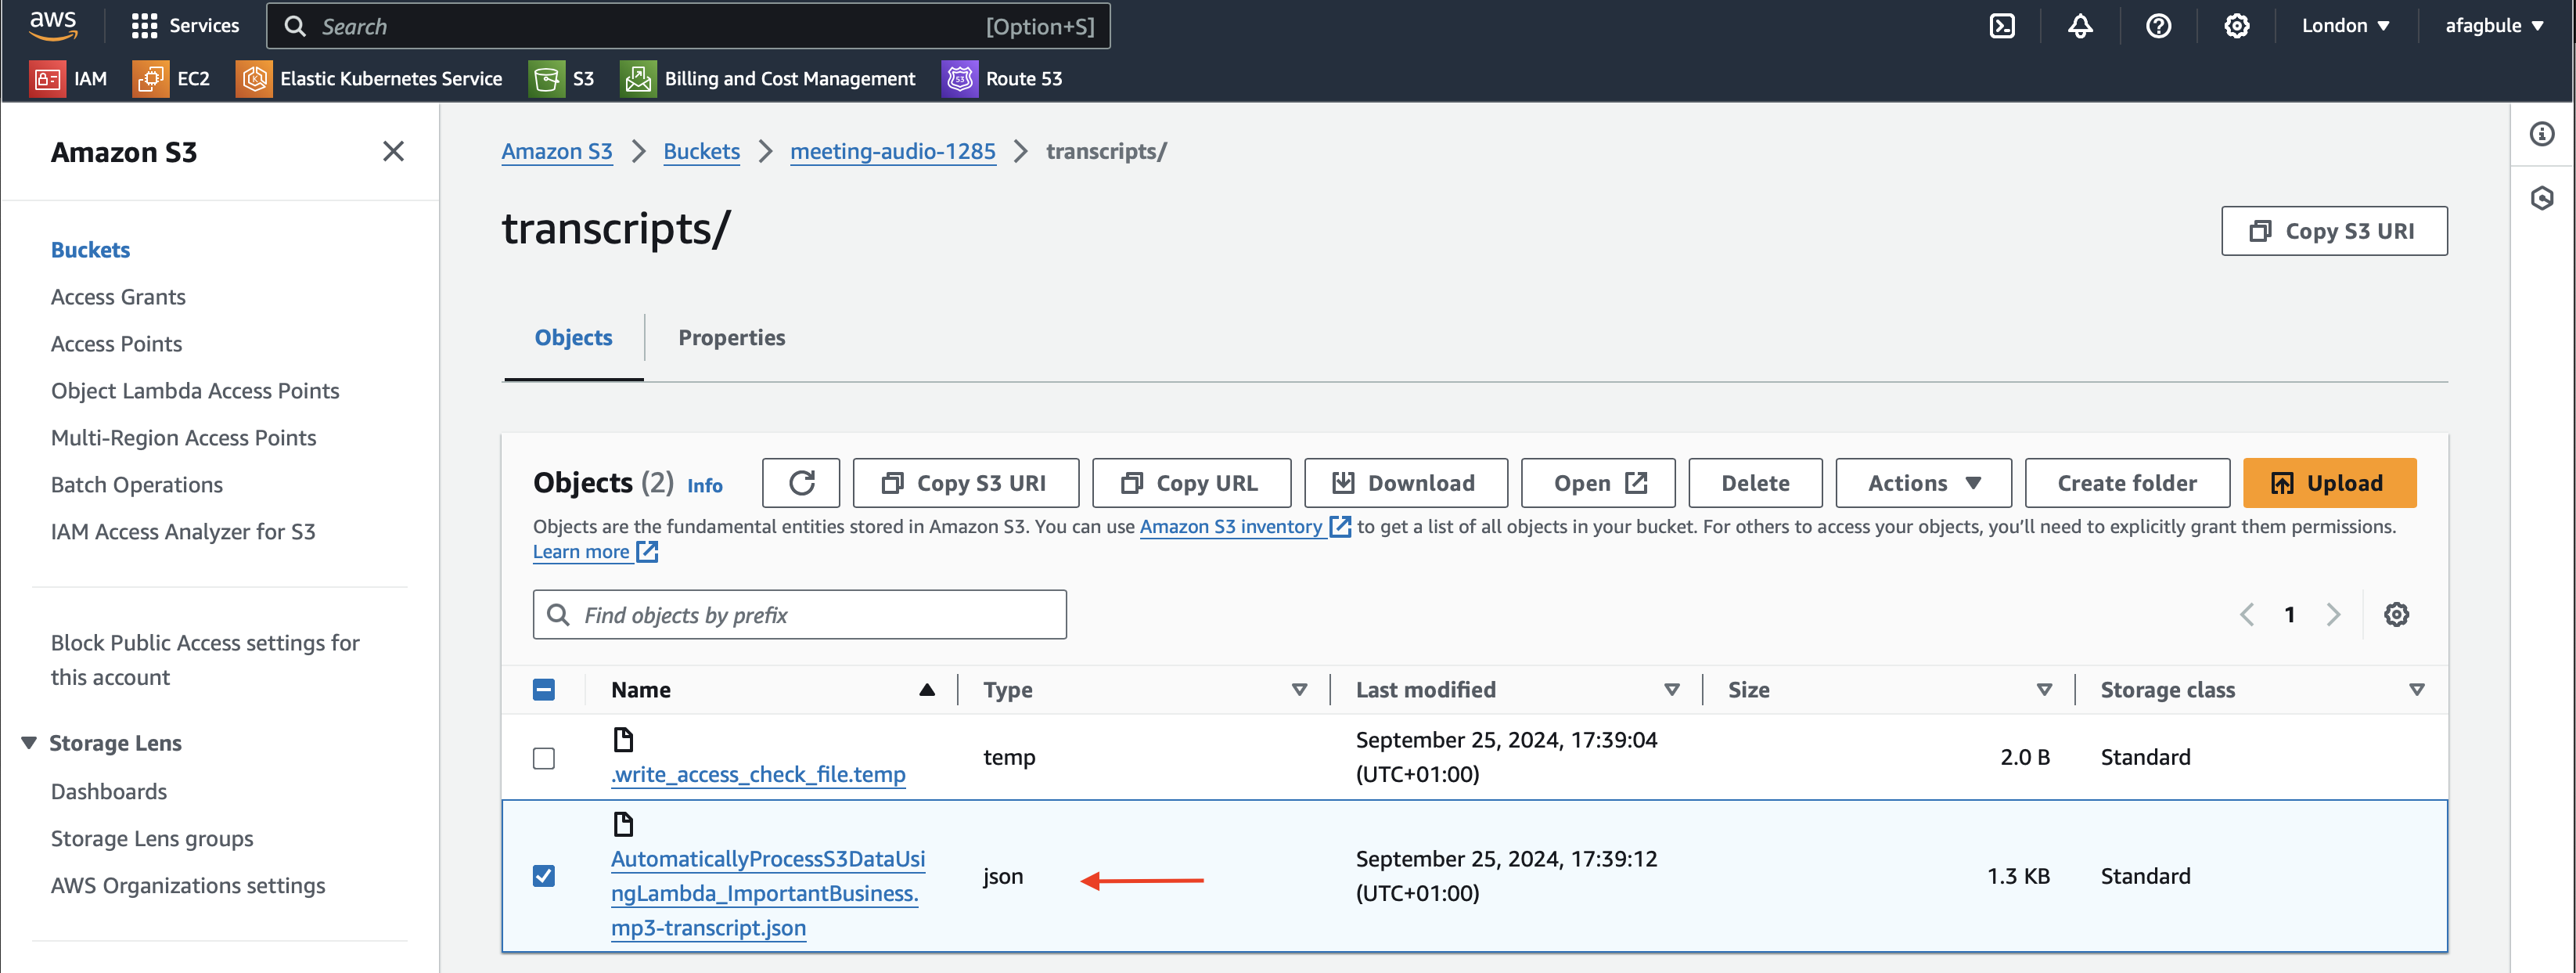 aws
Services
Search
[Option+S]
London
afagbule
IAM
EC2
Elastic Kubernetes Service
S3
Billing and Cost Management
53
Route 53
Amazon S3
Buckets
Access Grants
Access Points
Object Lambda Access Points
Multi-Region Access Points
Batch Operations
IAM Access Analyzer for S3
Block Public Access settings for
this account
Storage Lens
Dashboards
Storage Lens groups
AWS Organizations settings
Amazon S3
Buckets
meeting-audio-1285
transcripts/
transcripts/
Copy S3 URI
Objects
Properties
Objects (2) Info
Copy S3 URI
Copy URL
Download
Open
Delete
Actions
Create folder
Upload
Objects are the fundamental entities stored in Amazon S3. You can use Amazon S3 inventory to get a list of all objects in your bucket. For others to access your objects, you’ll need to explicitly grant them permissions.
Learn more
Find objects by prefix
1
Name
Type
Last modified
Size
Storage class
.write_access_check_file.temp
temp
September 25, 2024, 17:39:04
(UTC+01:00)
2.0 B
Standard
AutomaticallyProcessS3DataUsi
ngLambda_ImportantBusiness.
mp3-transcript.json
json
September 25, 2024, 17:39:12
(UTC+01:00)
1.3 KB
Standard